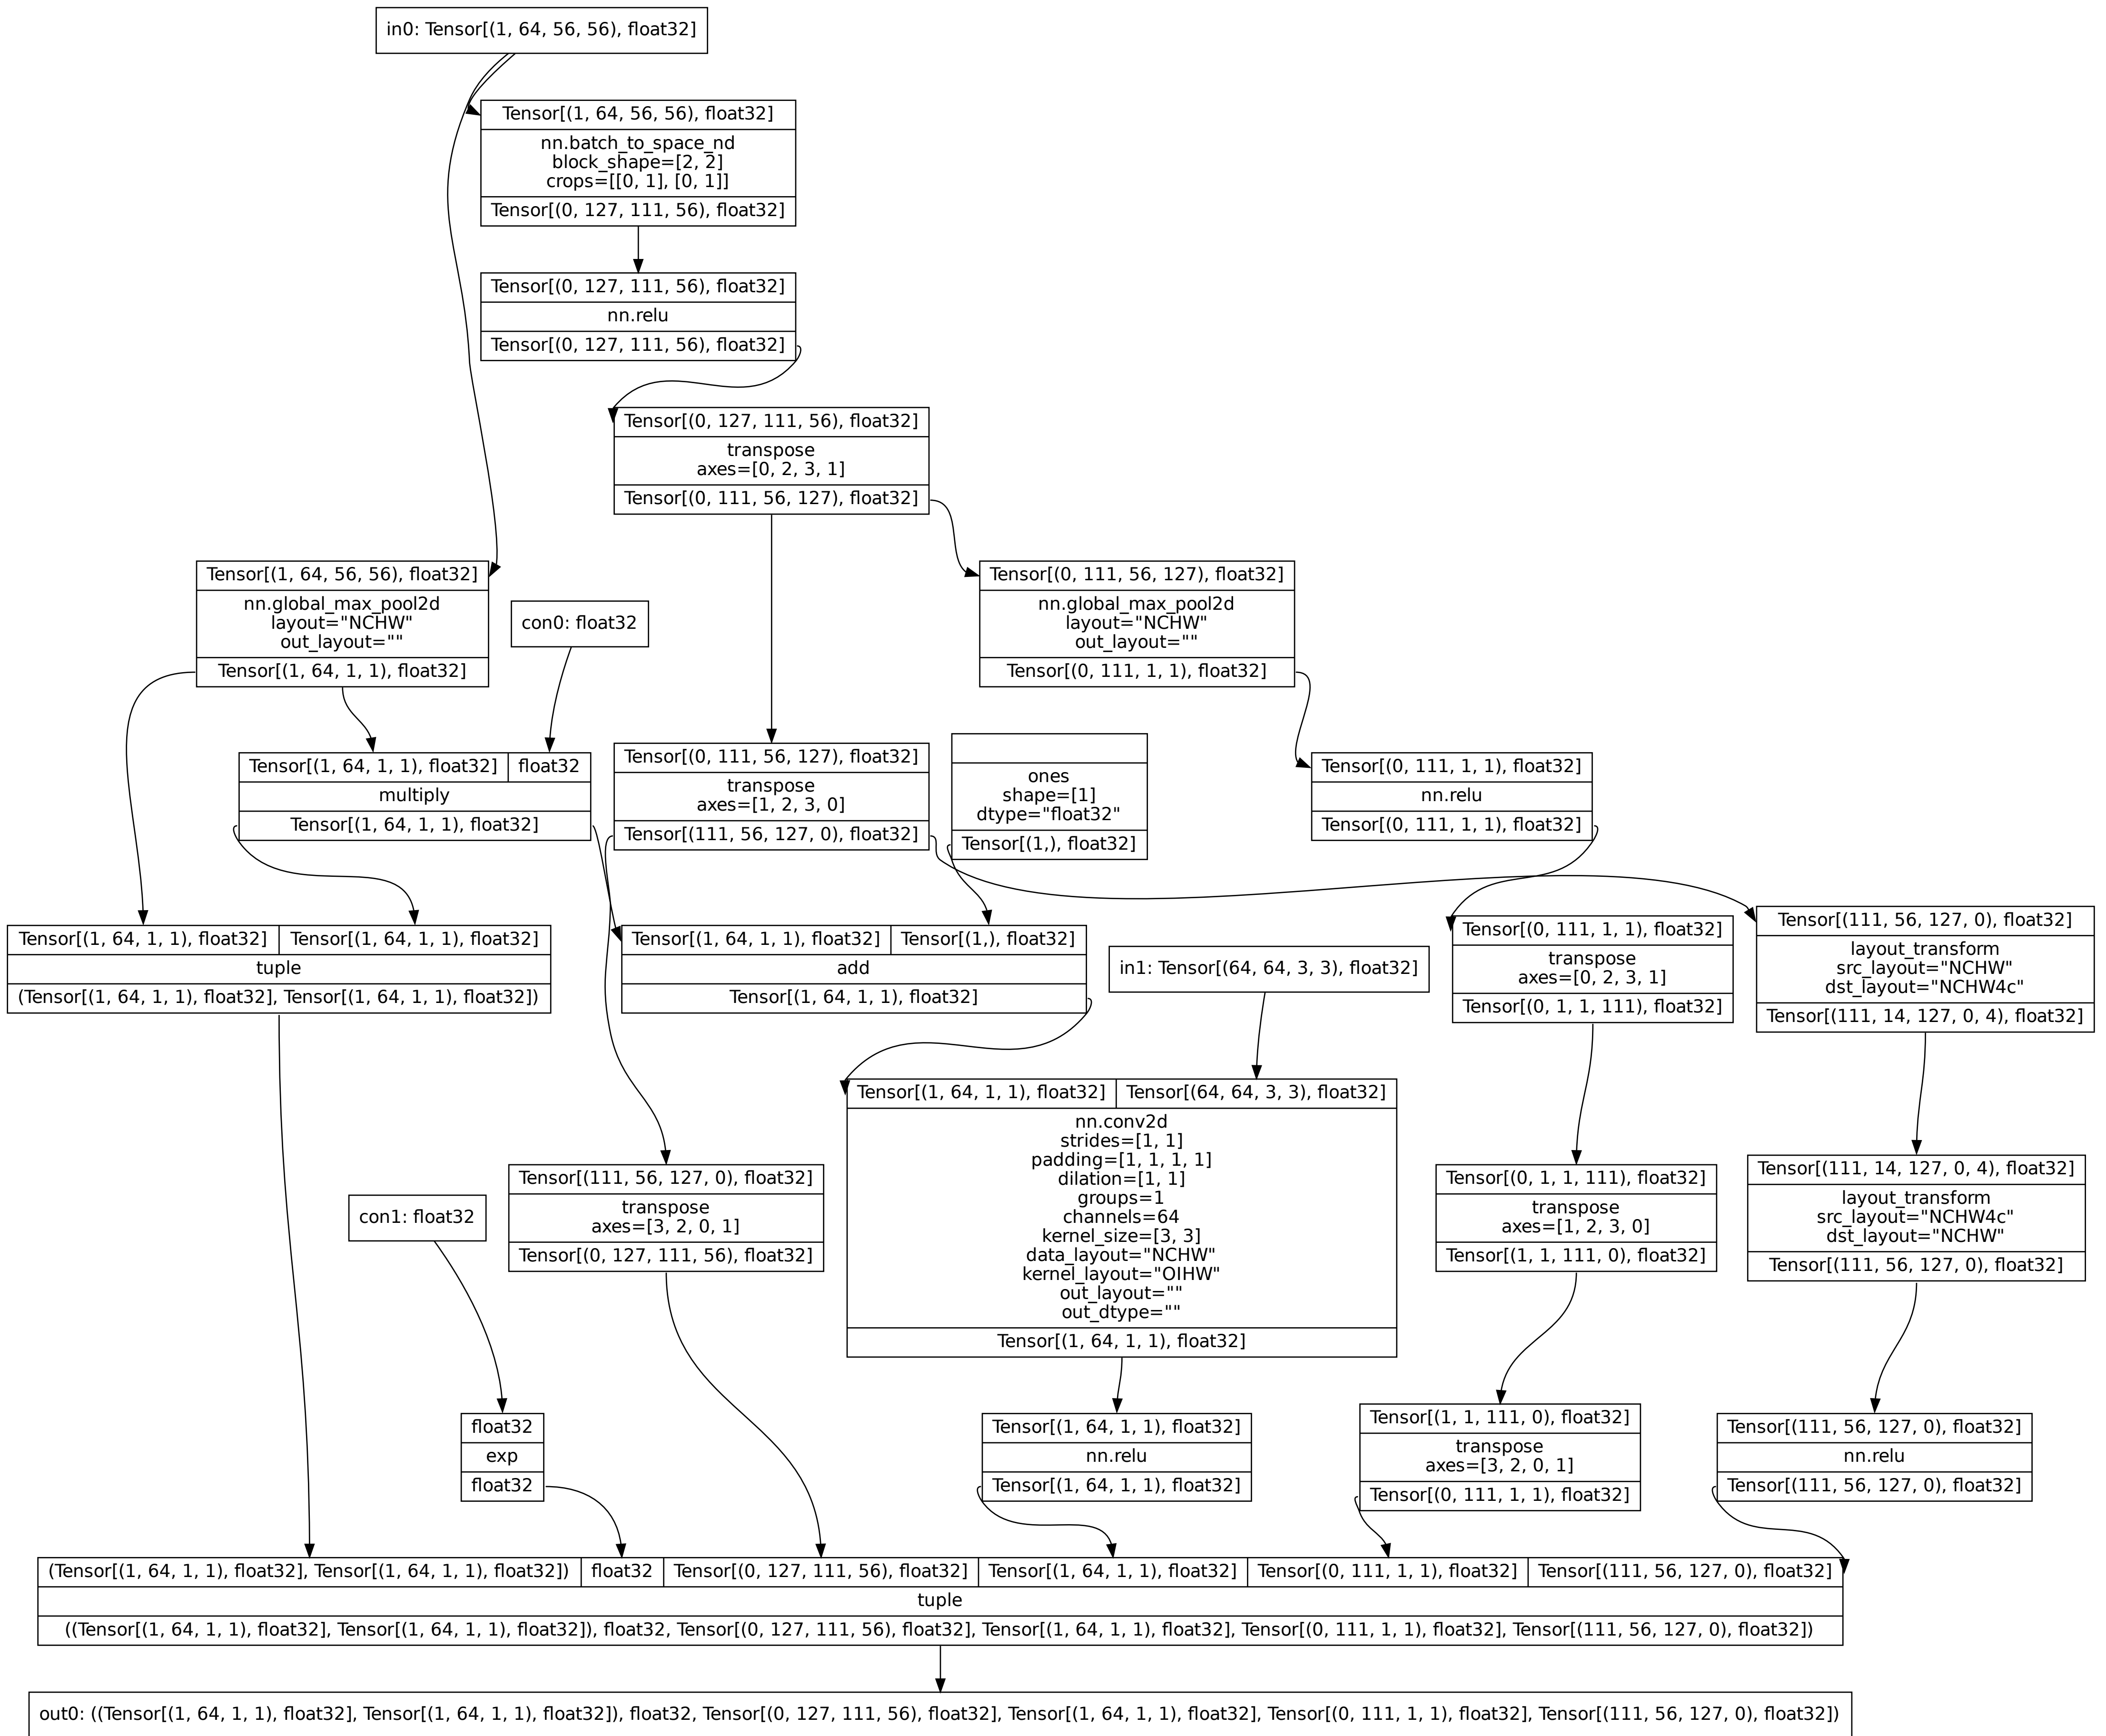 in0: Tensor[(1, 64, 56, 56), float32]
Tensor[(1, 64, 56, 56), float32]
nn.batch_to_space_nd
block_shape=[2, 2]
crops=[[0, 1], [0, 1]]
Tensor[(0, 127, 111, 56), float32]
Tensor[(0, 127, 111, 56), float32]
nn.relu
Tensor[(0, 127, 111, 56), float32]
Tensor[(0, 127, 111, 56), float32]
transpose
axes=[0, 2, 3, 1]
Tensor[(0, 111, 56, 127), float32]
Tensor[(1, 64, 56, 56), float32]
nn.global_max_pool2d
layout="NCHW"
out_layout=""
Tensor[(1, 64, 1, 1), float32]
con0: float32
Tensor[(0, 111, 56, 127), float32]
nn.global_max_pool2d
layout="NCHW"
out_layout=""
Tensor[(0, 111, 1, 1), float32]
Tensor[(1, 64, 1, 1), float32] float32
multiply
Tensor[(1, 64, 1, 1), float32]
Tensor[(0, 111, 56, 127), float32]
transpose
axes=[1, 2, 3, 0]
Tensor[(111, 56, 127, 0), float32]
ones
shape=[1]
dtype="float32"
Tensor[(1,), float32]
Tensor[(0, 111, 1, 1), float32]
nn.relu
Tensor[(0, 111, 1, 1), float32]
Tensor[(1, 64, 1, 1), float32] Tensor[(1, 64, 1, 1), float32]
tuple
(Tensor[(1, 64, 1, 1), float32], Tensor[(1, 64, 1, 1), float32])
Tensor[(1, 64, 1, 1), float32] Tensor[(1,), float32]
add
Tensor[(1, 64, 1, 1), float32]
in1: Tensor[(64, 64, 3, 3), float32]
Tensor[(0, 111, 1, 1), float32]
transpose
axes=[0, 2, 3, 1]
Tensor[(0, 1, 1, 111), float32]
Tensor[(111, 56, 127, 0), float32]
layout_transform
src_layout="NCHW"
dst_layout="NCHW4c"
Tensor[(111, 14, 127, 0, 4), float32]
Tensor[(1, 64, 1, 1), float32] Tensor[(64, 64, 3, 3), float32]
nn.conv2d
strides=[1, 1]
padding=[1, 1, 1, 1]
dilation=[1, 1]
groups=1
channels=64
kernel_size=[3, 3]
data_layout="NCHW"
kernel_layout="OIHW"
out_layout=""
out_dtype=""
Tensor[(1, 64, 1, 1), float32]
con1: float32
Tensor[(111, 56, 127, 0), float32]
transpose
axes=[3, 2, 0, 1]
Tensor[(0, 127, 111, 56), float32]
Tensor[(0, 1, 1, 111), float32]
transpose
axes=[1, 2, 3, 0]
Tensor[(1, 1, 111, 0), float32]
Tensor[(111, 14, 127, 0, 4), float32]
layout_transform
src_layout="NCHW4c"
dst_layout="NCHW"
Tensor[(111, 56, 127, 0), float32]
float32
exp
float32
Tensor[(1, 64, 1, 1), float32]
nn.relu
Tensor[(1, 64, 1, 1), float32]
Tensor[(1, 1, 111, 0), float32]
transpose
axes=[3, 2, 0, 1]
Tensor[(0, 111, 1, 1), float32]
Tensor[(111, 56, 127, 0), float32]
nn.relu
Tensor[(111, 56, 127, 0), float32]
(Tensor[(1, 64, 1, 1), float32], Tensor[(1, 64, 1, 1), float32]) float32 Tensor[(0, 127, 111, 56), float32] Tensor[(1, 64, 1, 1), float32] Tensor[(0, 111, 1, 1), float32] Tensor[(111, 56, 127, 0), float32]
tuple
((Tensor[(1, 64, 1, 1), float32], Tensor[(1, 64, 1, 1), float32]), float32, Tensor[(0, 127, 111, 56), float32], Tensor[(1, 64, 1, 1), float32], Tensor[(0, 111, 1, 1), float32], Tensor[(111, 56, 127, 0), float32])
out0: ((Tensor[(1, 64, 1, 1), float32], Tensor[(1, 64, 1, 1), float32]), float32, Tensor[(0, 127, 111, 56), float32], Tensor[(1, 64, 1, 1), float32], Tensor[(0, 111, 1, 1), float32], Tensor[(111, 56, 127, 0), float32])